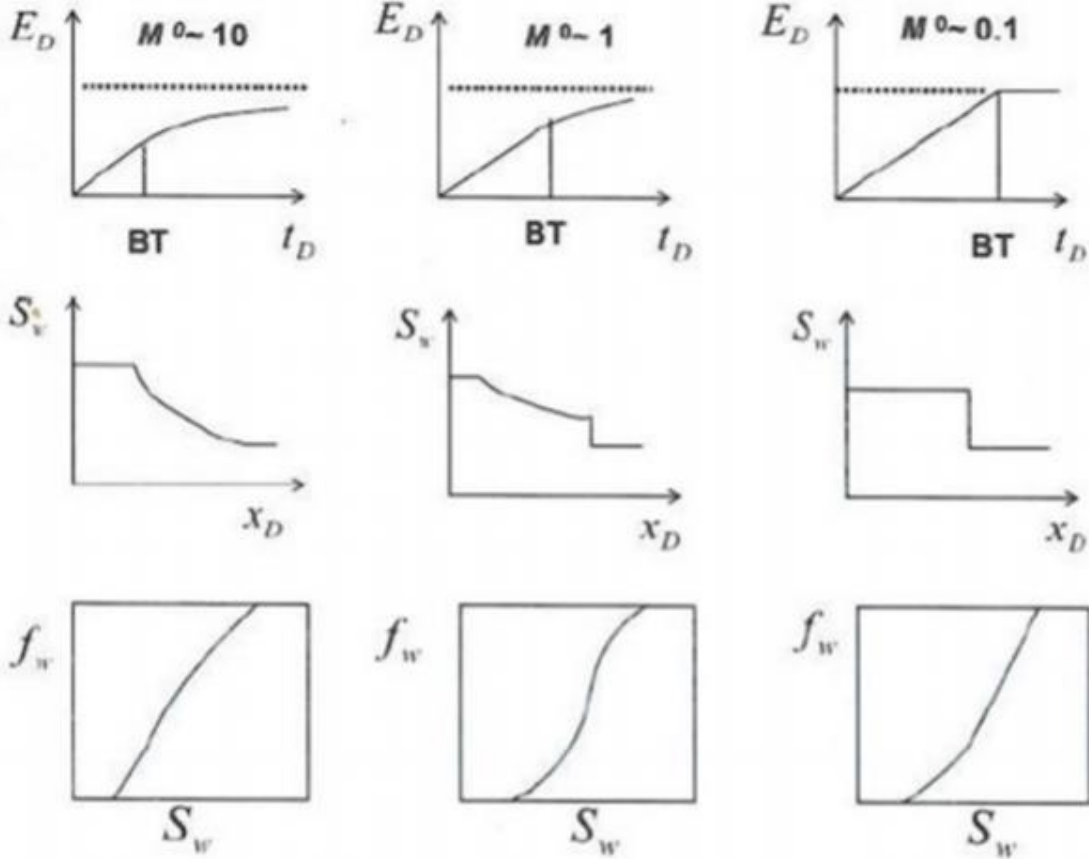 E_D M⁰~ 10 E_D M⁰~ 1 E_D M⁰~ 0.1
BT t_D BT t_D BT t_D
S_w S_w S_w
x_D x_D x_D
f_w f_w f_w
S_w S_w S_w